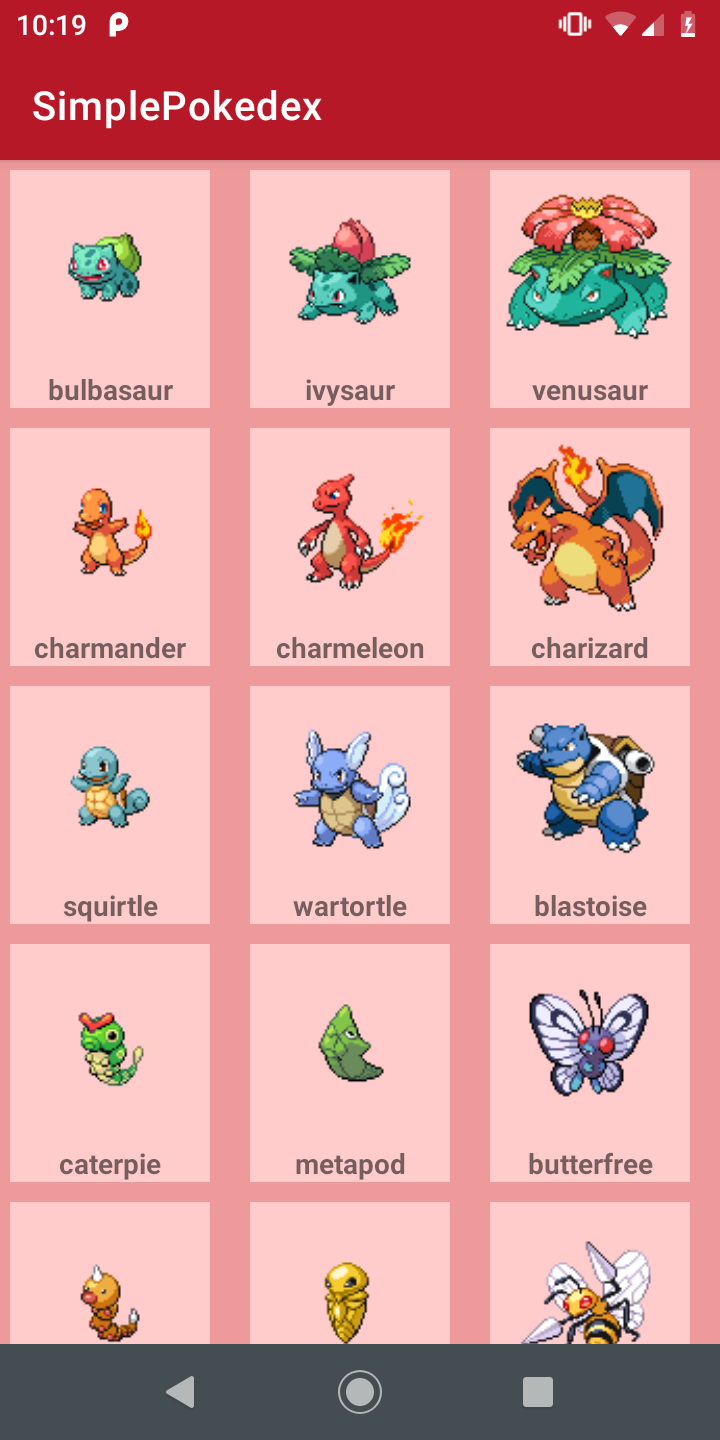 10:19
SimplePokedex
bulbasaur
ivysaur
venusaur
charmander
charmeleon
charizard
squirtle
wartortle
blastoise
caterpie
metapod
butterfree